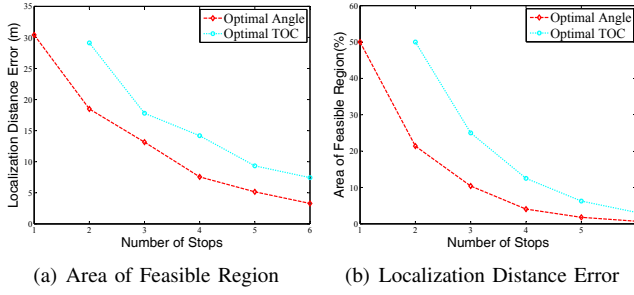 Localization Distance Error (m)
35
30
25
20
15
10
5
0
1 2 3 4 5 6
Number of Stops
Optimal Angle
Optimal TOC
(a) Area of Feasible Region
Area of Feasible Region(%)
60
50
40
30
20
10
0
1 2 3 4 5
Number of Stops
Optimal Angle
Optimal TOC
(b) Localization Distance Error